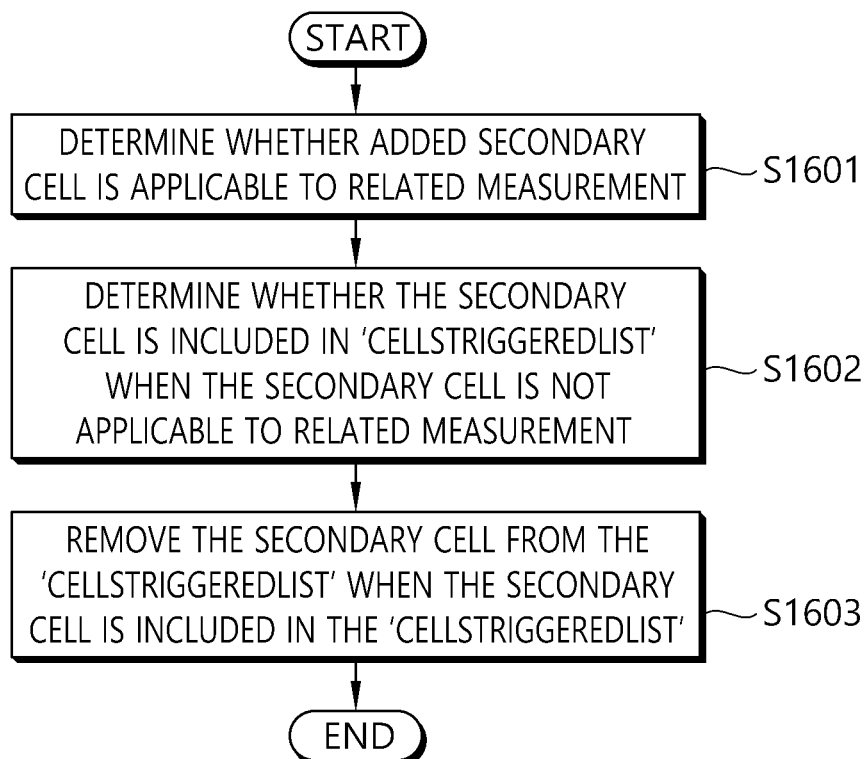 START
DETERMINE WHETHER ADDED SECONDARY
CELL IS APPLICABLE TO RELATED MEASUREMENT
S1601
DETERMINE WHETHER THE SECONDARY
CELL IS INCLUDED IN 'CELLSTRIGGEREDLIST'
WHEN THE SECONDARY CELL IS NOT
APPLICABLE TO RELATED MEASUREMENT
S1602
REMOVE THE SECONDARY CELL FROM THE
'CELLSTRIGGEREDLIST' WHEN THE SECONDARY
CELL IS INCLUDED IN THE 'CELLSTRIGGEREDLIST'
S1603
END